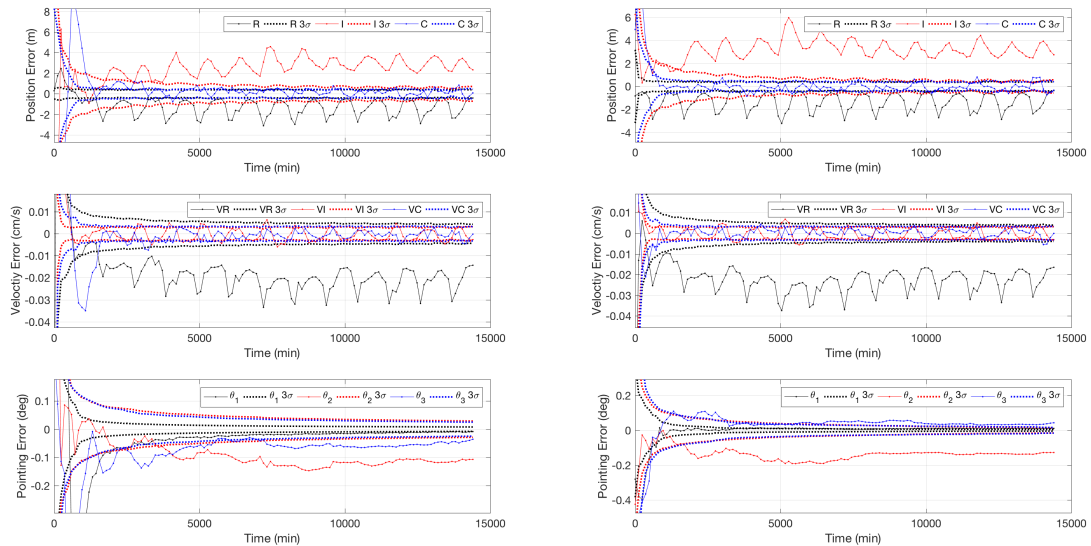 R R 3σ I I 3σ C C 3σ
Position Error (m)
8
6
4
2
0
-2
-4
0 5000 10000 15000
Time (min)
R R 3σ I I 3σ C C 3σ
Position Error (m)
6
4
2
0
-2
-4
0 5000 10000 15000
Time (min)
VR VR 3σ VI VI 3σ VC VC 3σ
Veloctiy Error (cm/s)
0.01
0
-0.01
-0.02
-0.03
-0.04
0 5000 10000 15000
Time (min)
VR VR 3σ VI VI 3σ VC VC 3σ
Veloctiy Error (cm/s)
0.01
0
-0.01
-0.02
-0.03
-0.04
0 5000 10000 15000
Time (min)
θ1 θ1 3σ θ2 θ2 3σ θ3 θ3 3σ
Pointing Error (deg)
0.1
0
-0.1
-0.2
0 5000 10000 15000
Time (min)
θ1 θ1 3σ θ2 θ2 3σ θ3 θ3 3σ
Pointing Error (deg)
0.2
0
-0.2
-0.4
0 5000 10000 15000
Time (min)